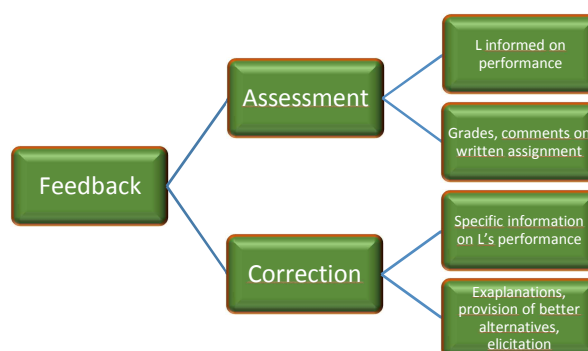 Feedback
Assessment
L informed on
performance
Grades, comments on
written assignment
Correction
Specific information
on L's performance
Exaplanations,
provision of better
alternatives,
elicitation